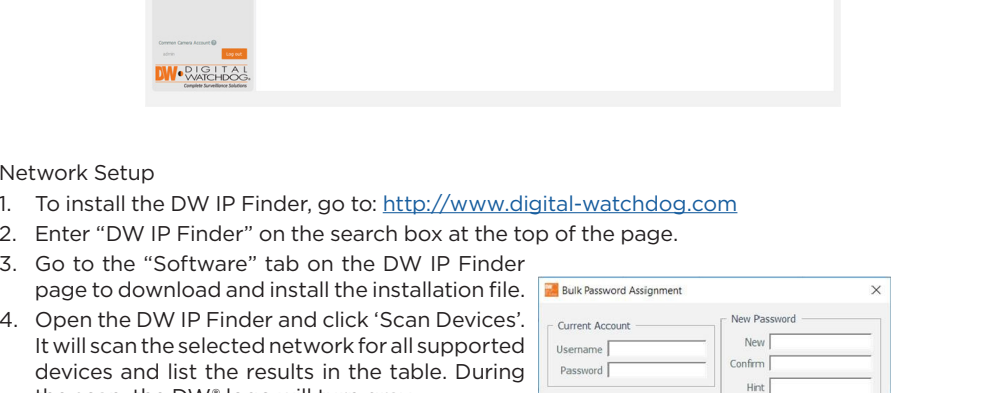 Common Camera Account
admin
Log out
DW DIGITAL
WATCHDOG®
Complete Surveillance Solutions
Network Setup
1. To install the DW IP Finder, go to: http://www.digital-watchdog.com
2. Enter “DW IP Finder” on the search box at the top of the page.
3. Go to the “Software” tab on the DW IP Finder
page to download and install the installation file.
4. Open the DW IP Finder and click ‘Scan Devices’.
It will scan the selected network for all supported
devices and list the results in the table. During
Bulk Password Assignment
Current Account
Username
Password
New Password
New
Confirm
Hint